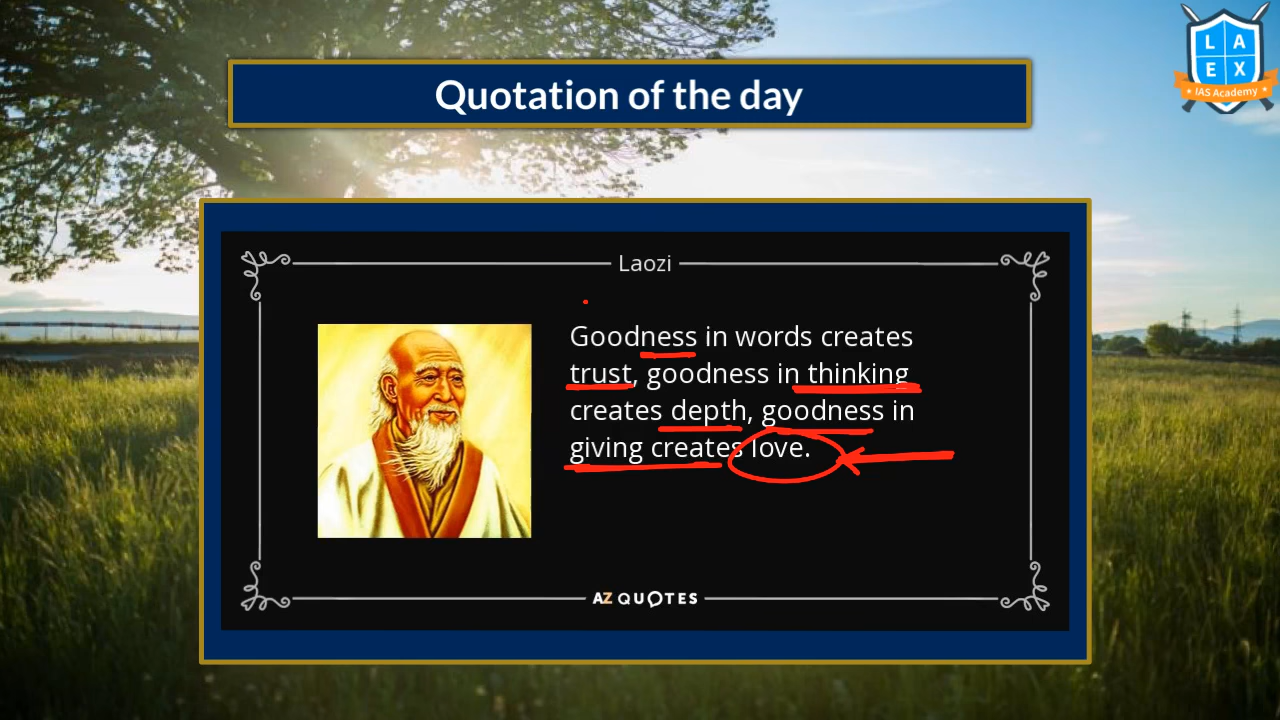 L A
E X
IAS Academy
Quotation of the day
Laozi
Goodness in words creates
trust, goodness in thinking
creates depth, goodness in
giving creates love.
AZ QUOTES